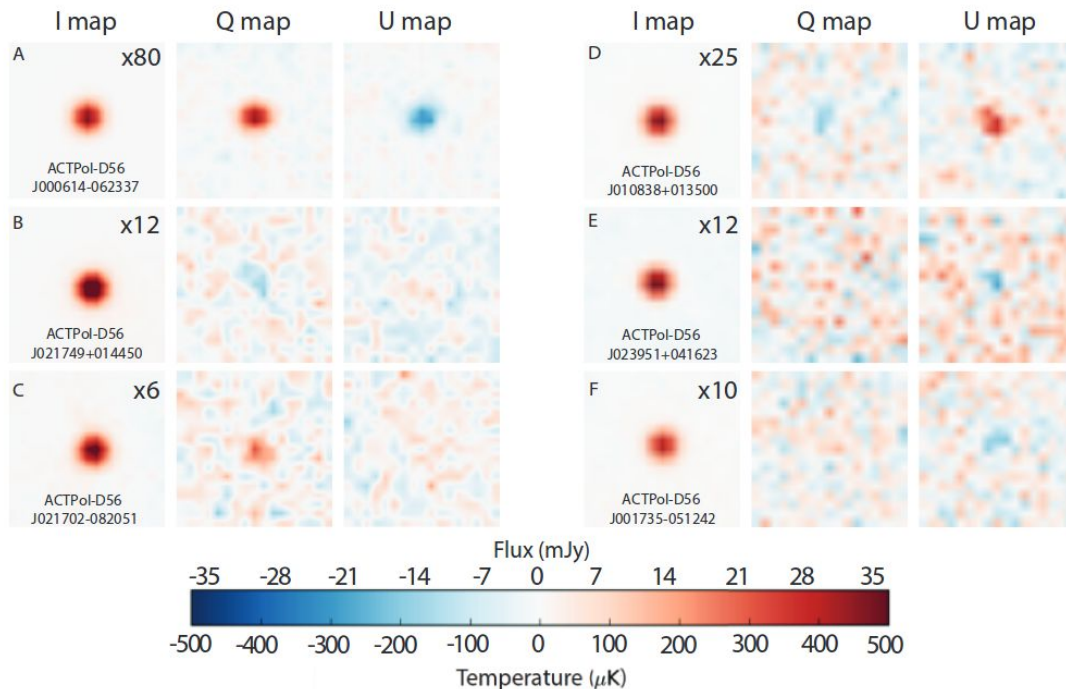 I map Q map U map I map Q map U map
A x80 D x25
ACTPol-D56 ACTPol-D56
J000614-062337 J010838+013500
B x12 E x12
ACTPol-D56 ACTPol-D56
J021749+014450 J023951+041623
C x6 F x10
ACTPol-D56 ACTPol-D56
J021702-082051 J001735-051242
Flux (mJy)
-35 -28 -21 -14 -7 0 7 14 21 28 35
-500 -400 -300 -200 -100 0 100 200 300 400 500
Temperature (μK)